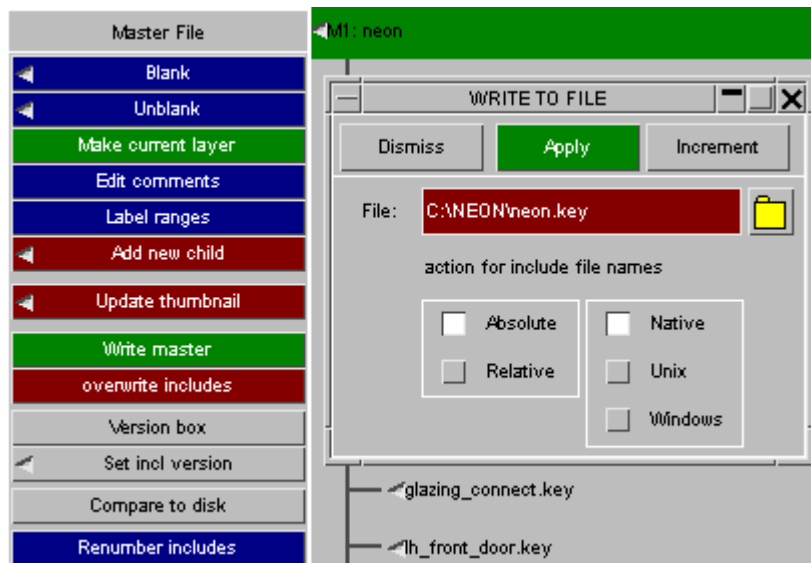 Master File
Blank
Unblank
Make current layer
Edit comments
Label ranges
Add new child
Update thumbnail
Write master
overwrite includes
Version box
Set incl version
Compare to disk
Renumber includes
M1: neon
WRITE TO FILE
Dismiss Apply Increment
File: C:\NEON\neon.key
action for include file names
Absolute Native
Relative Unix
Windows
glazing_connect.key
lh_front_door.key